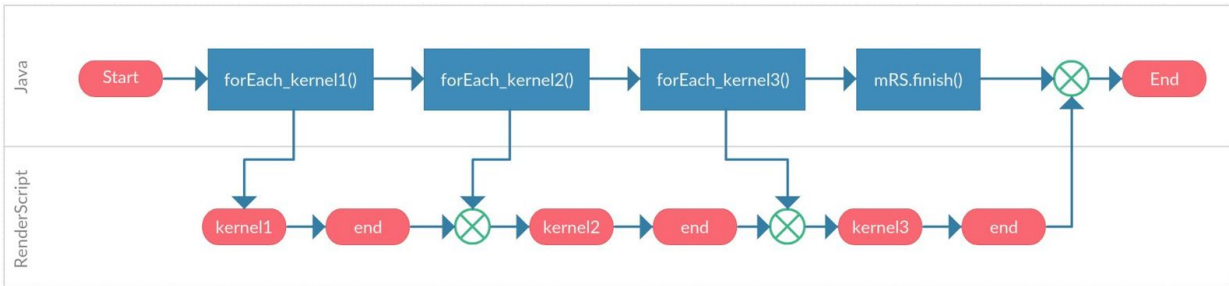 Java
Start
forEach_kernel1()
forEach_kernel2()
forEach_kernel3()
mRS.finish()
End
RenderScript
kernel1
end
kernel2
end
kernel3
end